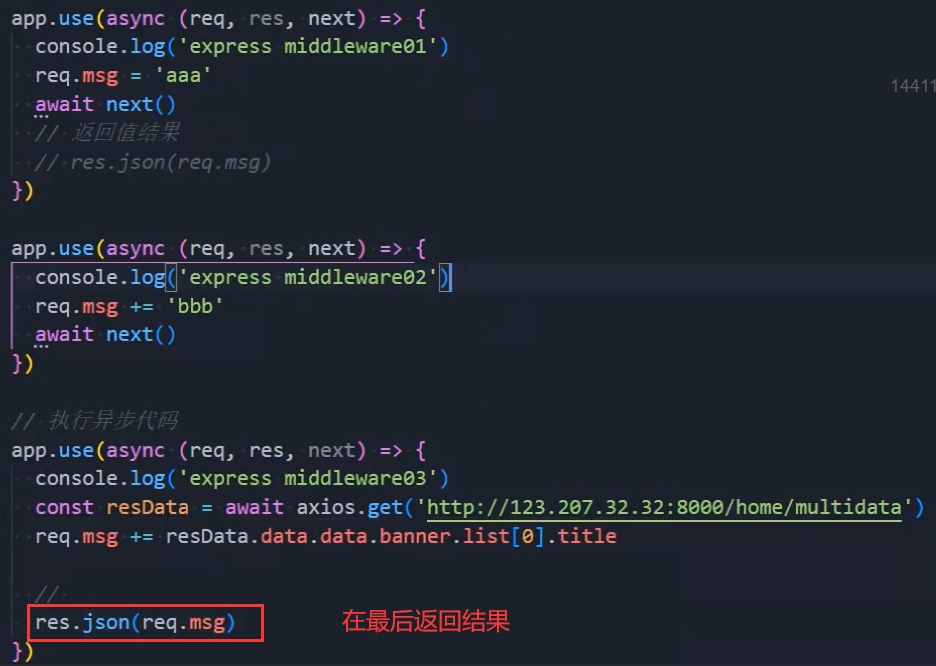 app.use(async (req, res, next) => {
  console.log('express middleware01')
  req.msg = 'aaa'
  await next()
  // 返回值结果
  // res.json(req.msg)
})
14411
app.use(async (req, res, next) => {
  console.log('express middleware02')
  req.msg += 'bbb'
  await next()
})
// 执行异步代码
app.use(async (req, res, next) => {
  console.log('express middleware03')
  const resData = await axios.get('http://123.207.32.32:8000/home/multidata')
  req.msg += resData.data.data.banner.list[0].title
  //
  res.json(req.msg)
在最后返回结果
})